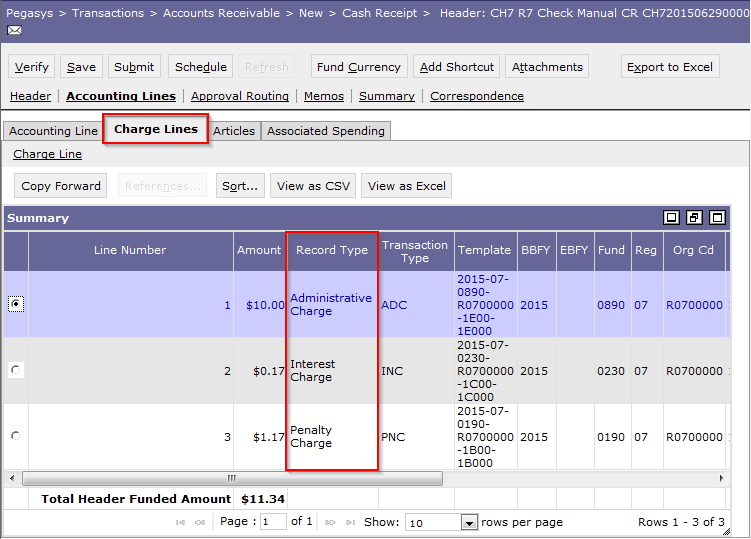 Pegasys > Transactions > Accounts Receivable > New > Cash Receipt > Header: CH7 R7 Check Manual CR CH7201506290000
>
Verify Save Submit Schedule Refresh Fund Currency Add Shortcut Attachments Export to Excel
Header Accounting Lines Approval Routing Memos Summary Correspondence
Accounting Line Charge Lines Articles Associated Spending
Charge Line
Copy Forward References... Sort... View as CSV View as Excel
Summary
Line Number Amount Record Type Transaction Type Template BBFY EBFY Fund Reg Org Cd
1 $10.00 Administrative Charge ADC 2015-07-0890-R0700000-1E00-1E000 2015 0890 07 R0700000
2 $0.17 Interest Charge INC 2015-07-0230-R0700000-1C00-1C000 2015 0230 07 R0700000
3 $1.17 Penalty Charge PNC 2015-07-0190-R0700000-1B00-1B000 2015 0190 07 R0700000
Total Header Funded Amount $11.34
Page : 1 of 1 Show: 10 rows per page Rows 1 - 3 of 3